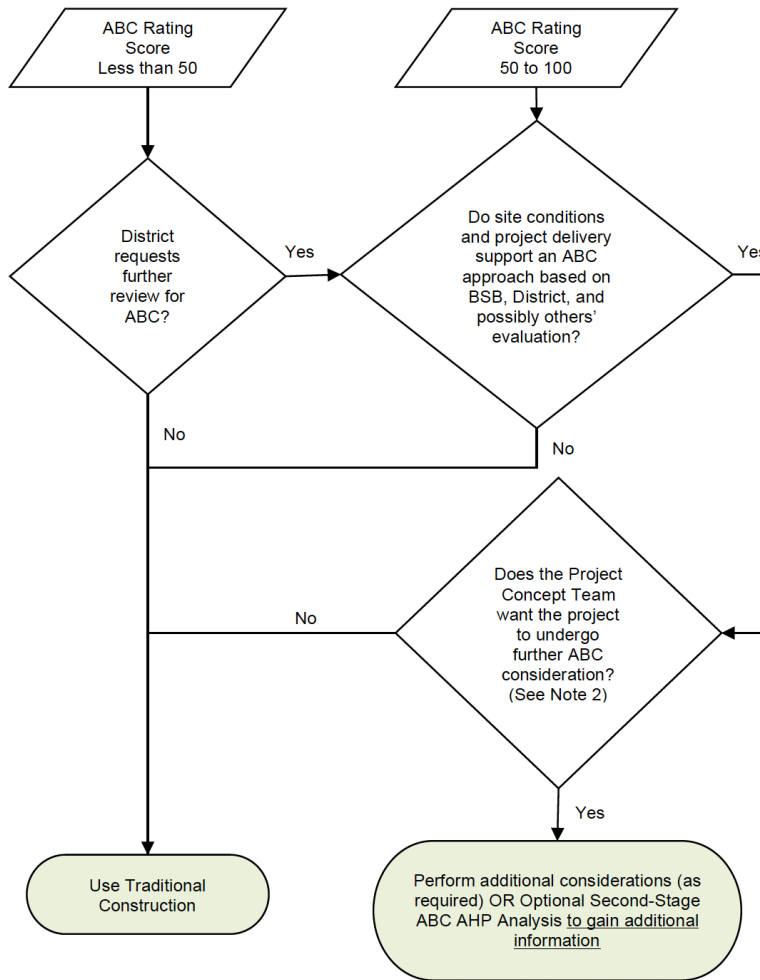 ABC Rating
Score
Less than 50
ABC Rating
Score
50 to 100
District
requests
further
review for
ABC?
Yes
Do site conditions
and project delivery
support an ABC
approach based on
BSB, District, and
possibly others’
evaluation?
Yes
No
No
Does the Project
Concept Team
want the project
to undergo
further ABC
consideration?
(See Note 2)
No
Yes
Use Traditional
Construction
Perform additional considerations (as
required) OR Optional Second-Stage
ABC AHP Analysis to gain additional
information